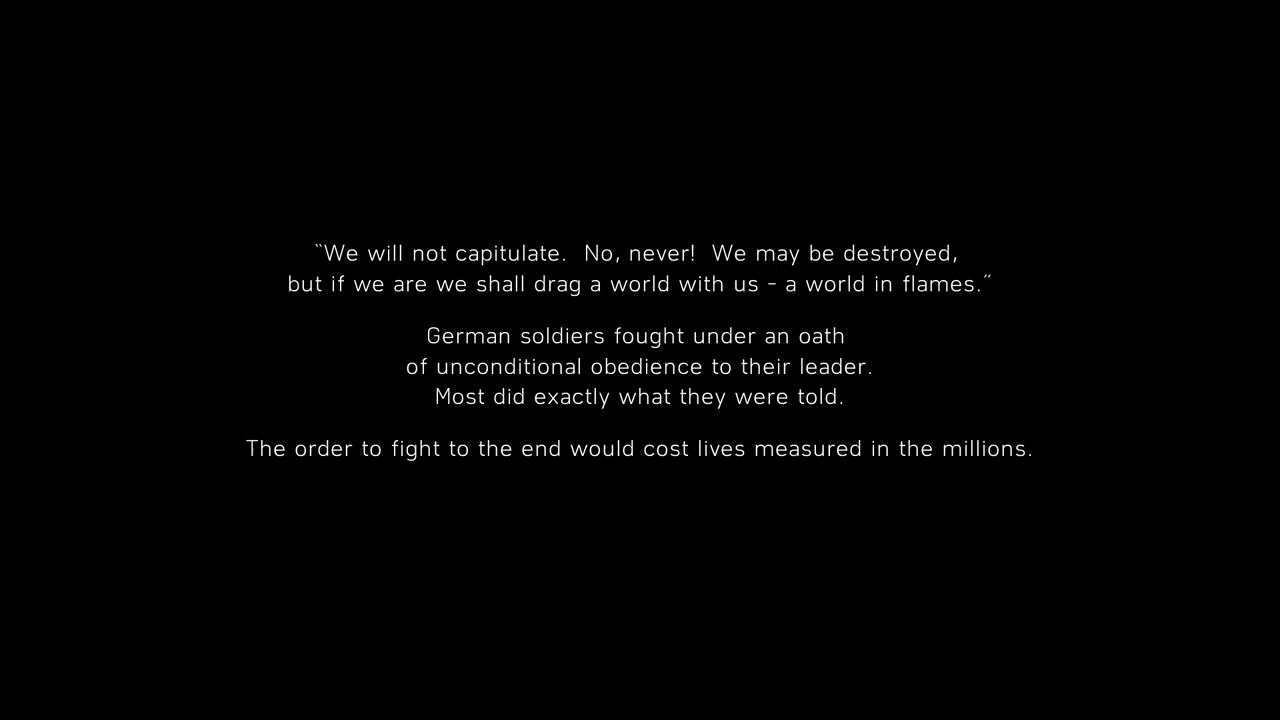 “We will not capitulate. No, never! We may be destroyed,
but if we are we shall drag a world with us - a world in flames.”
German soldiers fought under an oath
of unconditional obedience to their leader.
Most did exactly what they were told.
The order to fight to the end would cost lives measured in the millions.